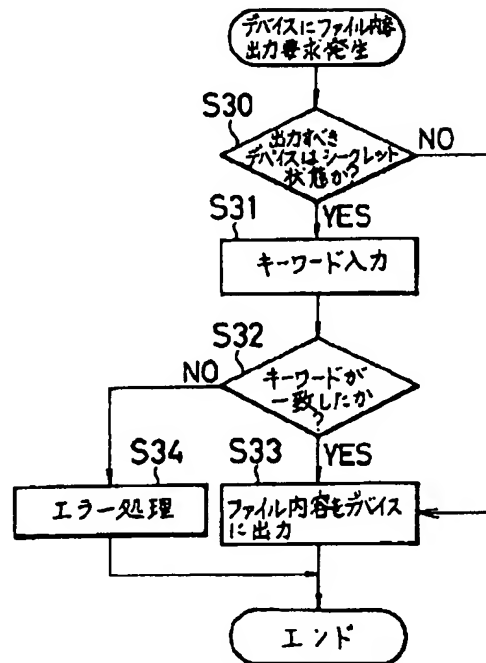 デバイスにファイル内容
出力要求発生
S30
出力すべき
デバイスはシークレット
状態か?
NO
YES
S31
キーワード入力
S32
キーワードが
一致したか
?
NO
YES
S34
エラー処理
S33
ファイル内容をデバイス
に出力
エンド